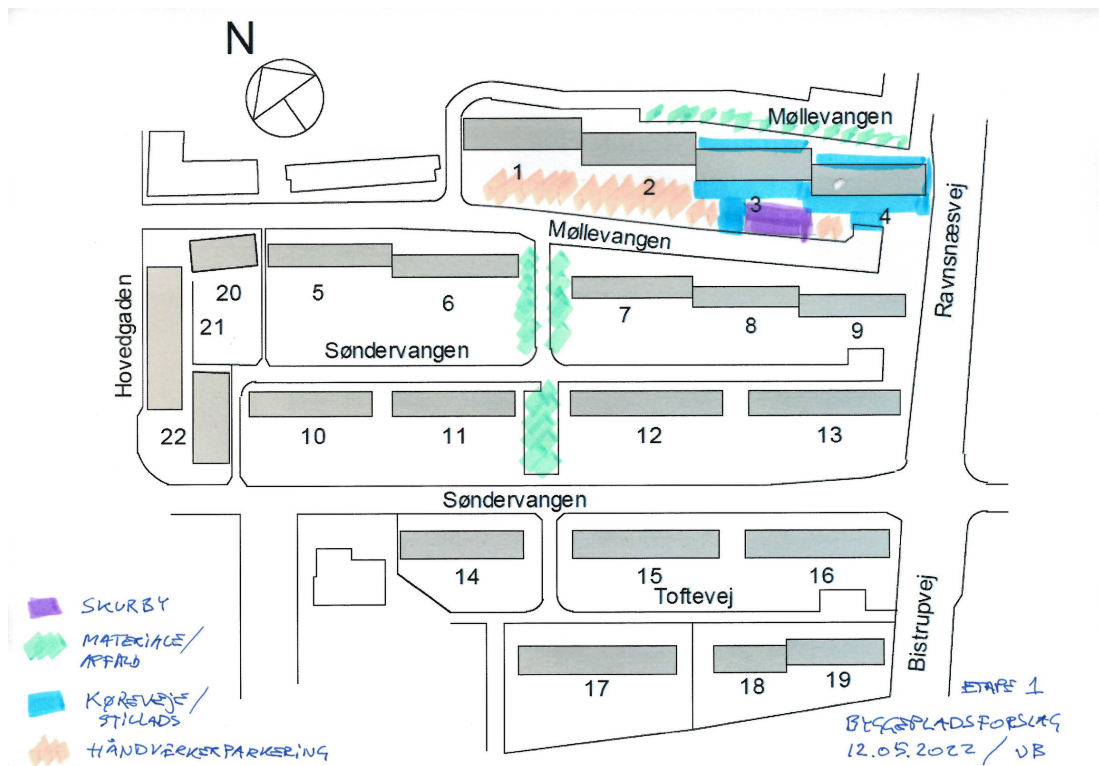 N
Møllevangen
1
2
3
4
Møllevangen
Ravnsnæsvej
Hovedgaden
20
21
5
6
7
8
9
Søndervangen
22
10
11
12
13
Søndervangen
14
15
16
Toftevej
Bistrupvej
17
18
19
SKURBY
MATERIALE/
AFFALD
KØREVEJE/
STILLADS
HÅNDVÆRKERPARKERING
ETAPE 1
BYGGEPLADSFORSLAG
12.05.2022 / UB